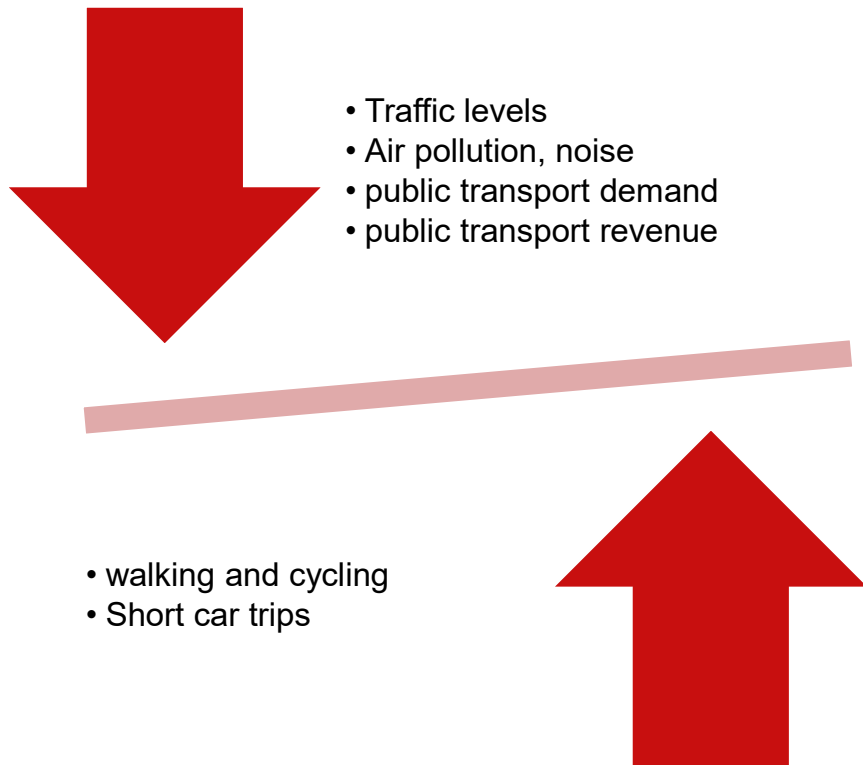 • Traffic levels
• Air pollution, noise
• public transport demand
• public transport revenue
• walking and cycling
• Short car trips